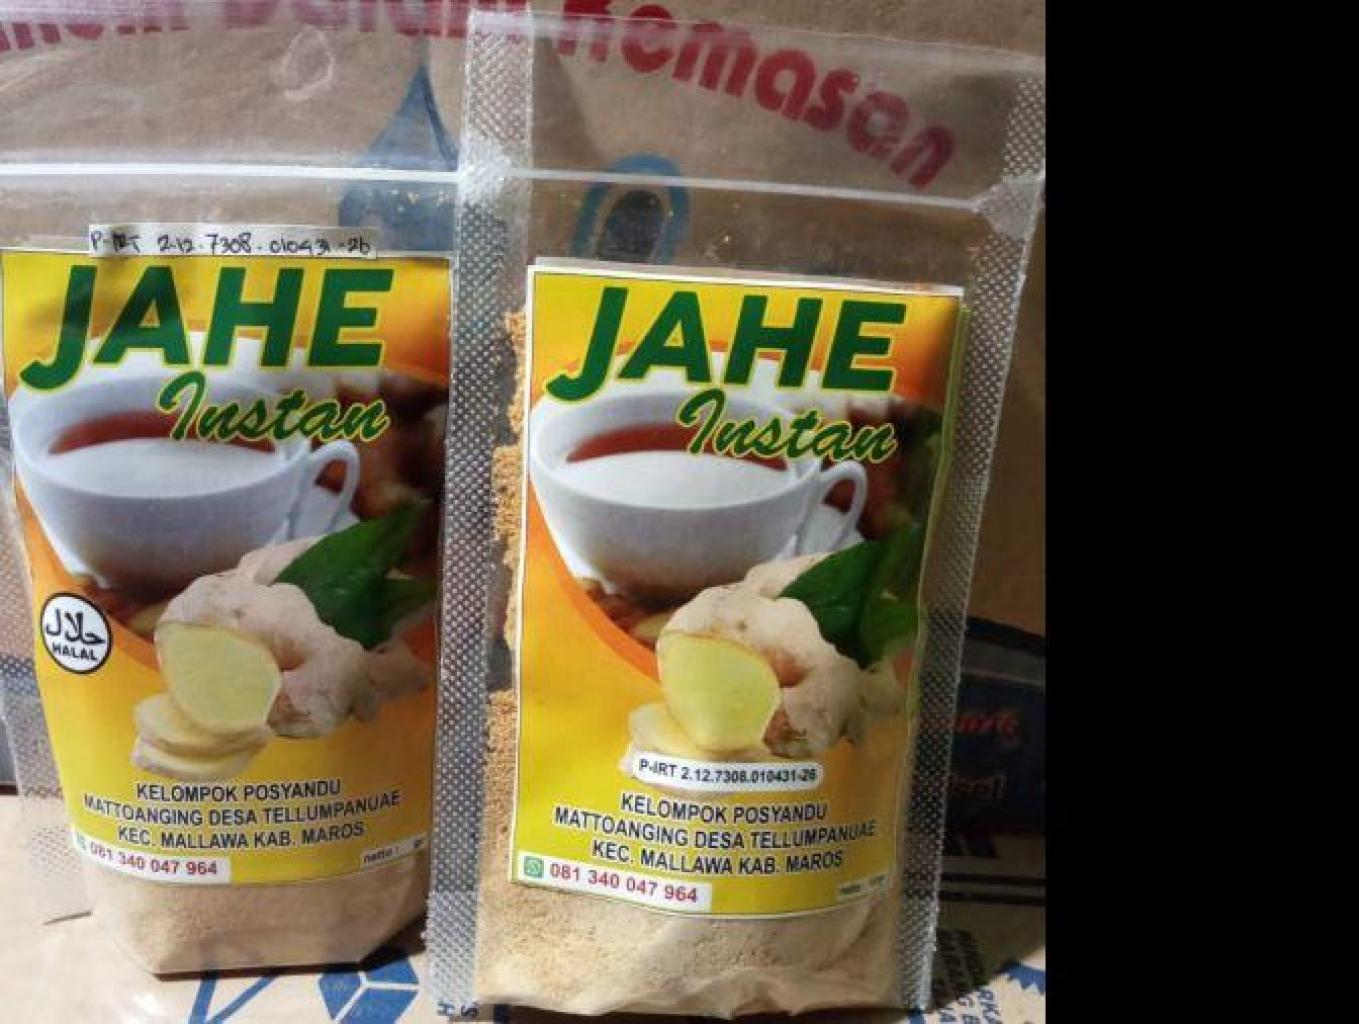 Kemasan
P-IRT 2.12.7308.010431-26
JAHE
Instan
حلال
HALAL
KELOMPOK POSYANDU
MATTOANGING DESA TELLUMPANUAE
KEC. MALLAWA KAB. MAROS
081 340 047 964
netto :
JAHE
Instan
P-IRT 2.12.7308.010431-26
KELOMPOK POSYANDU
MATTOANGING DESA TELLUMPANUAE
KEC. MALLAWA KAB. MAROS
081 340 047 964
netto :